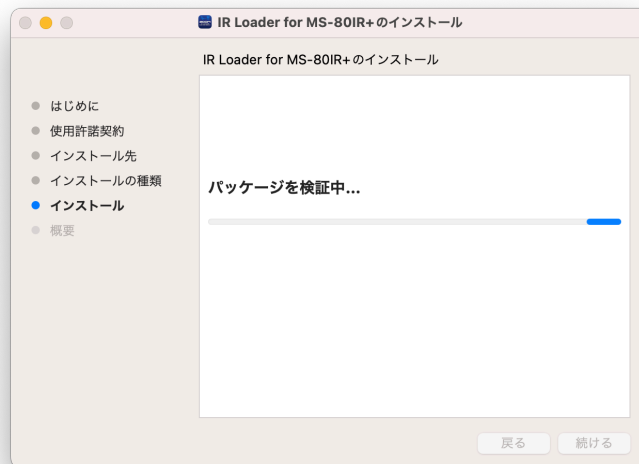 IR Loader for MS-80IR+のインストール
IR Loader for MS-80IR+のインストール
はじめに
使用許諾契約
インストール先
インストールの種類
インストール
概要
パッケージを検証中...
戻る
続ける